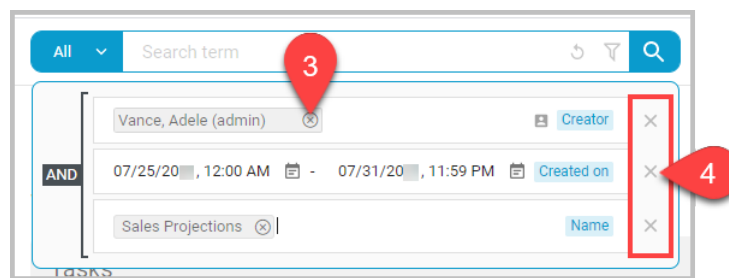 All Search term
3
Vance, Adele (admin) Creator
AND 07/25/20 , 12:00 AM - 07/31/20 , 11:59 PM Created on
4
Sales Projections Name
Tasks